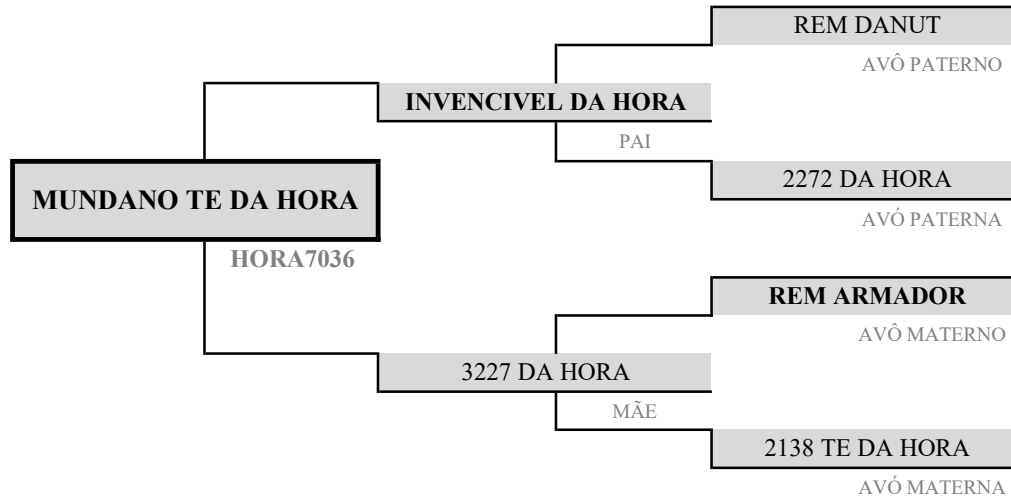 REM DANUT
AVÔ PATERNO
INVENCIVEL DA HORA
PAI
2272 DA HORA
AVÓ PATERNA
MUNDANO TE DA HORA
HORA7036
REM ARMADOR
AVÔ MATERNO
3227 DA HORA
MÃE
2138 TE DA HORA
AVÓ MATERNA